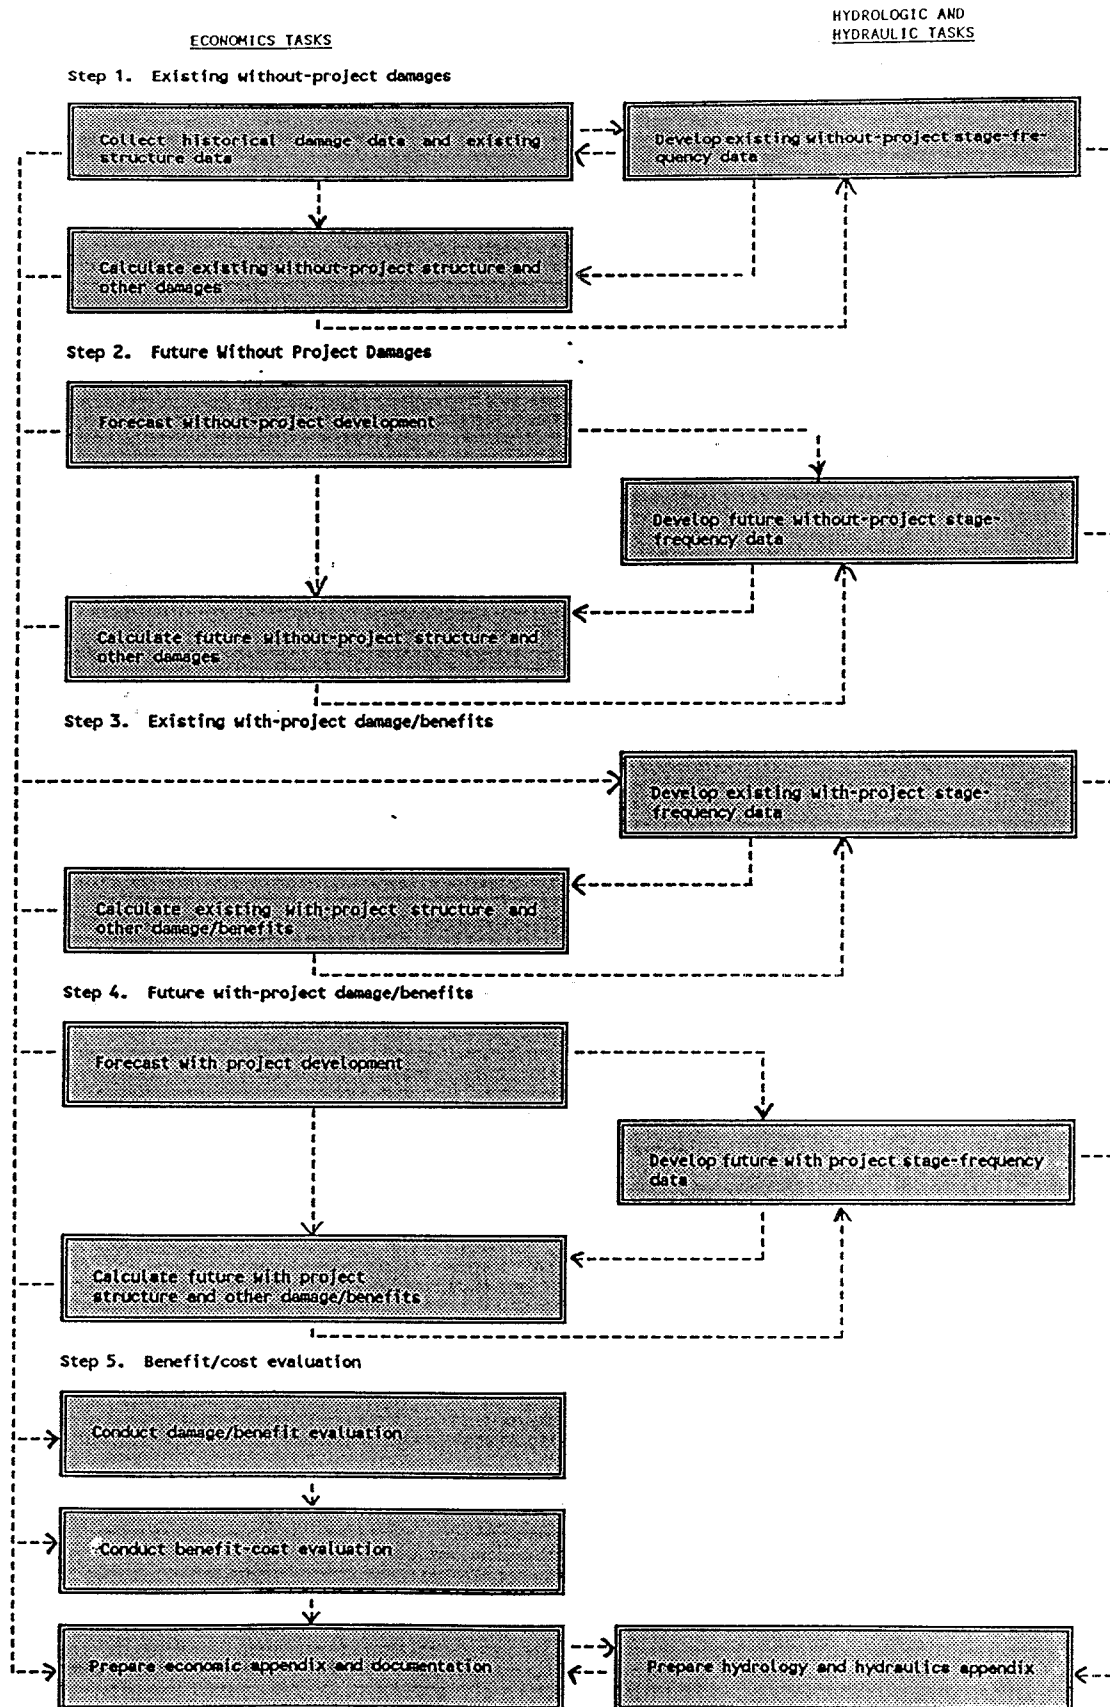 HYDROLOGIC AND
HYDRAULIC TASKS
ECONOMICS TASKS
Step 1. Existing without-project damages
Collect historical damage data and existing
structure data
Develop existing without-project stage-fre-
quency data
Calculate existing without-project structure and
other damages
Step 2. Future Without Project Damages
Forecast without-project development
Develop future without-project stage-
frequency data
Calculate future without-project structure and
other damages
Step 3. Existing with-project damage/benefits
Develop existing with-project stage-
frequency data
Calculate existing with-project structure and
other damage/benefits
Step 4. Future with-project damage/benefits
Forecast with project development
Develop future with project stage-frequency
data
Calculate future with project
structure and other damage/benefits
Step 5. Benefit/cost evaluation
Conduct damage/benefit evaluation
Conduct benefit-cost evaluation
Prepare economic appendix and documentation
Prepare hydrology and hydraulics appendix